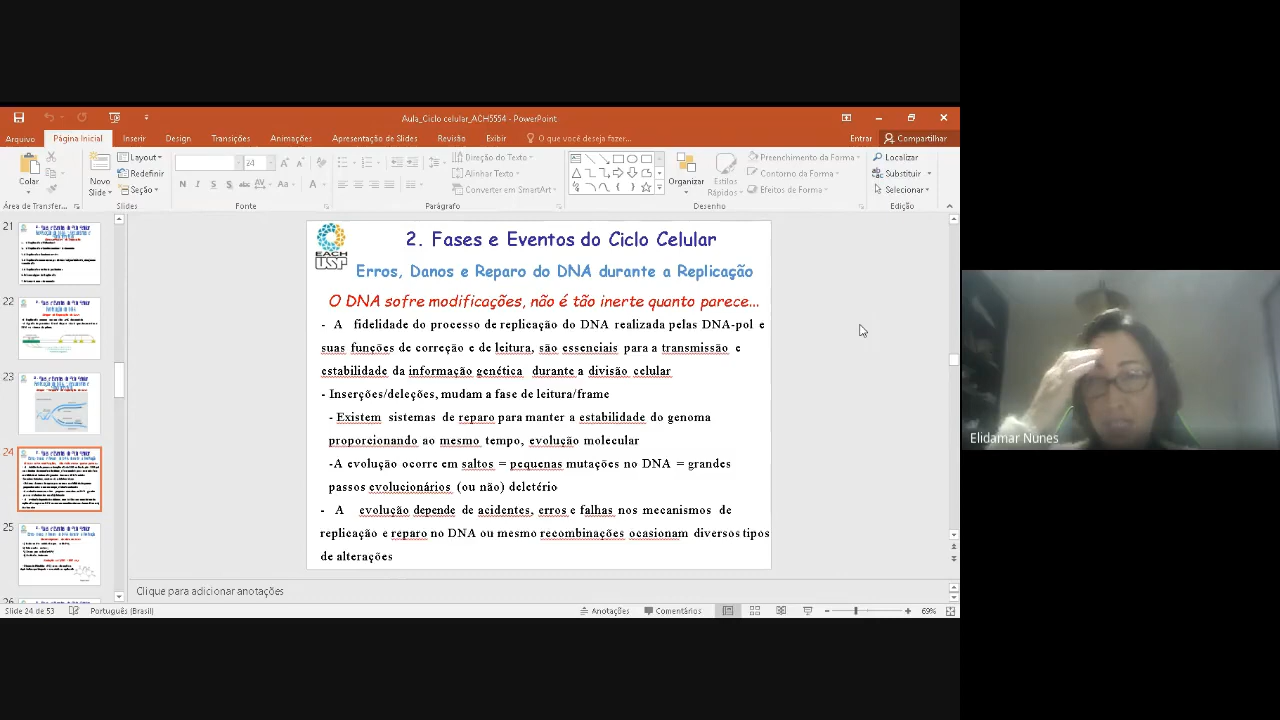 Aula_Ciclo celular_ACH5554 - PowerPoint
Arquivo Página Inicial Inserir Design Transições Animações Apresentação de Slides Revisão Exibir O que você deseja fazer... Entrar Compartilhar
Colar
Novo Slide
Layout
Redefinir
Seção
24
Direção do Texto
Alinhar Texto
Converter em SmartArt
Organizar
Estilos Rápidos
Preenchimento da Forma
Contorno da Forma
Efeitos de Forma
Localizar
Substituir
Selecionar
Área de Transfer... Slides Fonte Parágrafo Desenho Edição
21
22
23
24
25
EACH
USP
2. Fases e Eventos do Ciclo Celular
Erros, Danos e Reparo do DNA durante a Replicação
O DNA sofre modificações, não é tão inerte quanto parece...
- A fidelidade do processo de replicação do DNA realizada pelas DNA-pol e
suas funções de correção e de leitura, são essenciais para a transmissão e
estabilidade da informação genética durante a divisão celular
- Inserções/deleções, mudam a fase de leitura/frame
- Existem sistemas de reparo para manter a estabilidade do genoma
proporcionando ao mesmo tempo, evolução molecular
-A evolução ocorre em saltos= pequenas mutações no DNA = grandes
passos evolucionários (avanço)/deletério
- A evolução depende de acidentes, erros e falhas nos mecanismos de
replicação e reparo no DNA ou mesmo recombinações ocasionam diversos tipos
de alterações
Elidamar Nunes
Clique para adicionar anotações
Slide 24 de 53 Português (Brasil) Anotações Comentários 69%